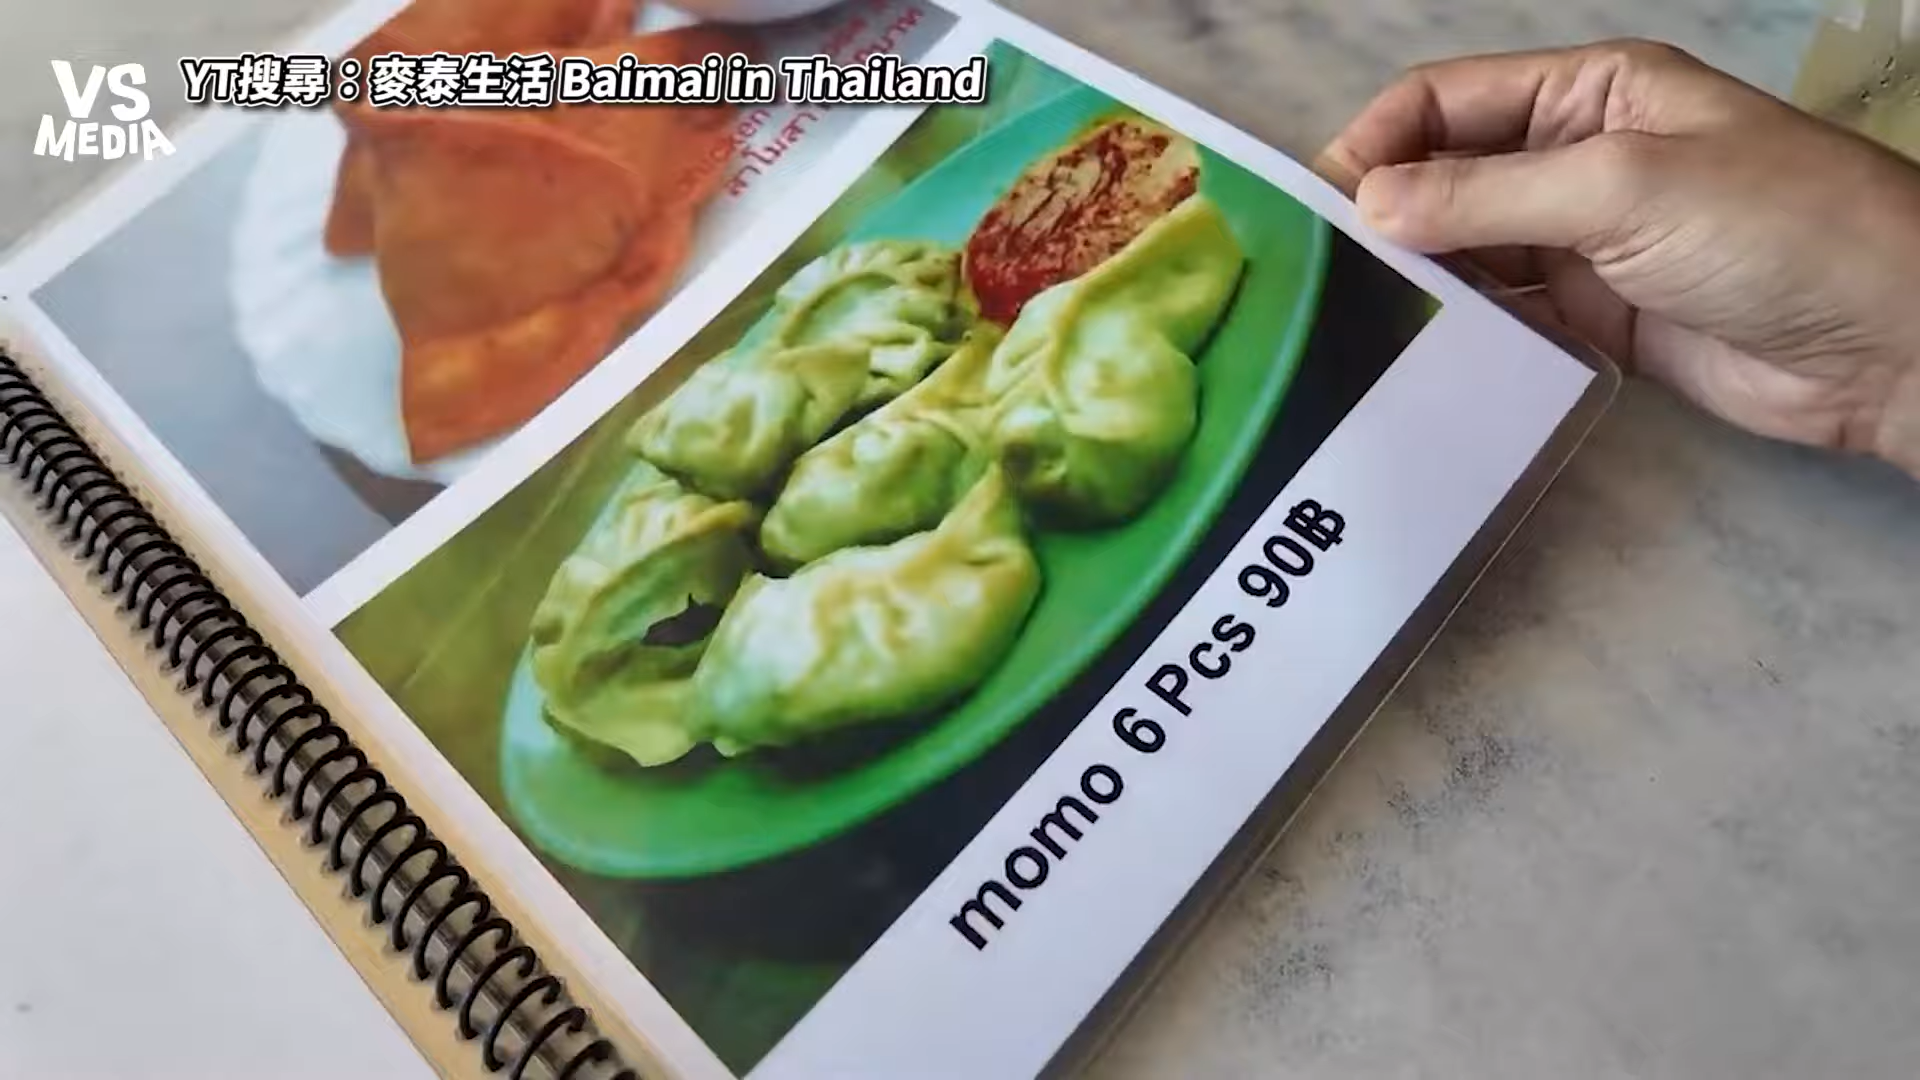 VS
MEDIA
YT搜尋：麥泰生活 Baimai in Thailand
momo 6 Pcs 90฿